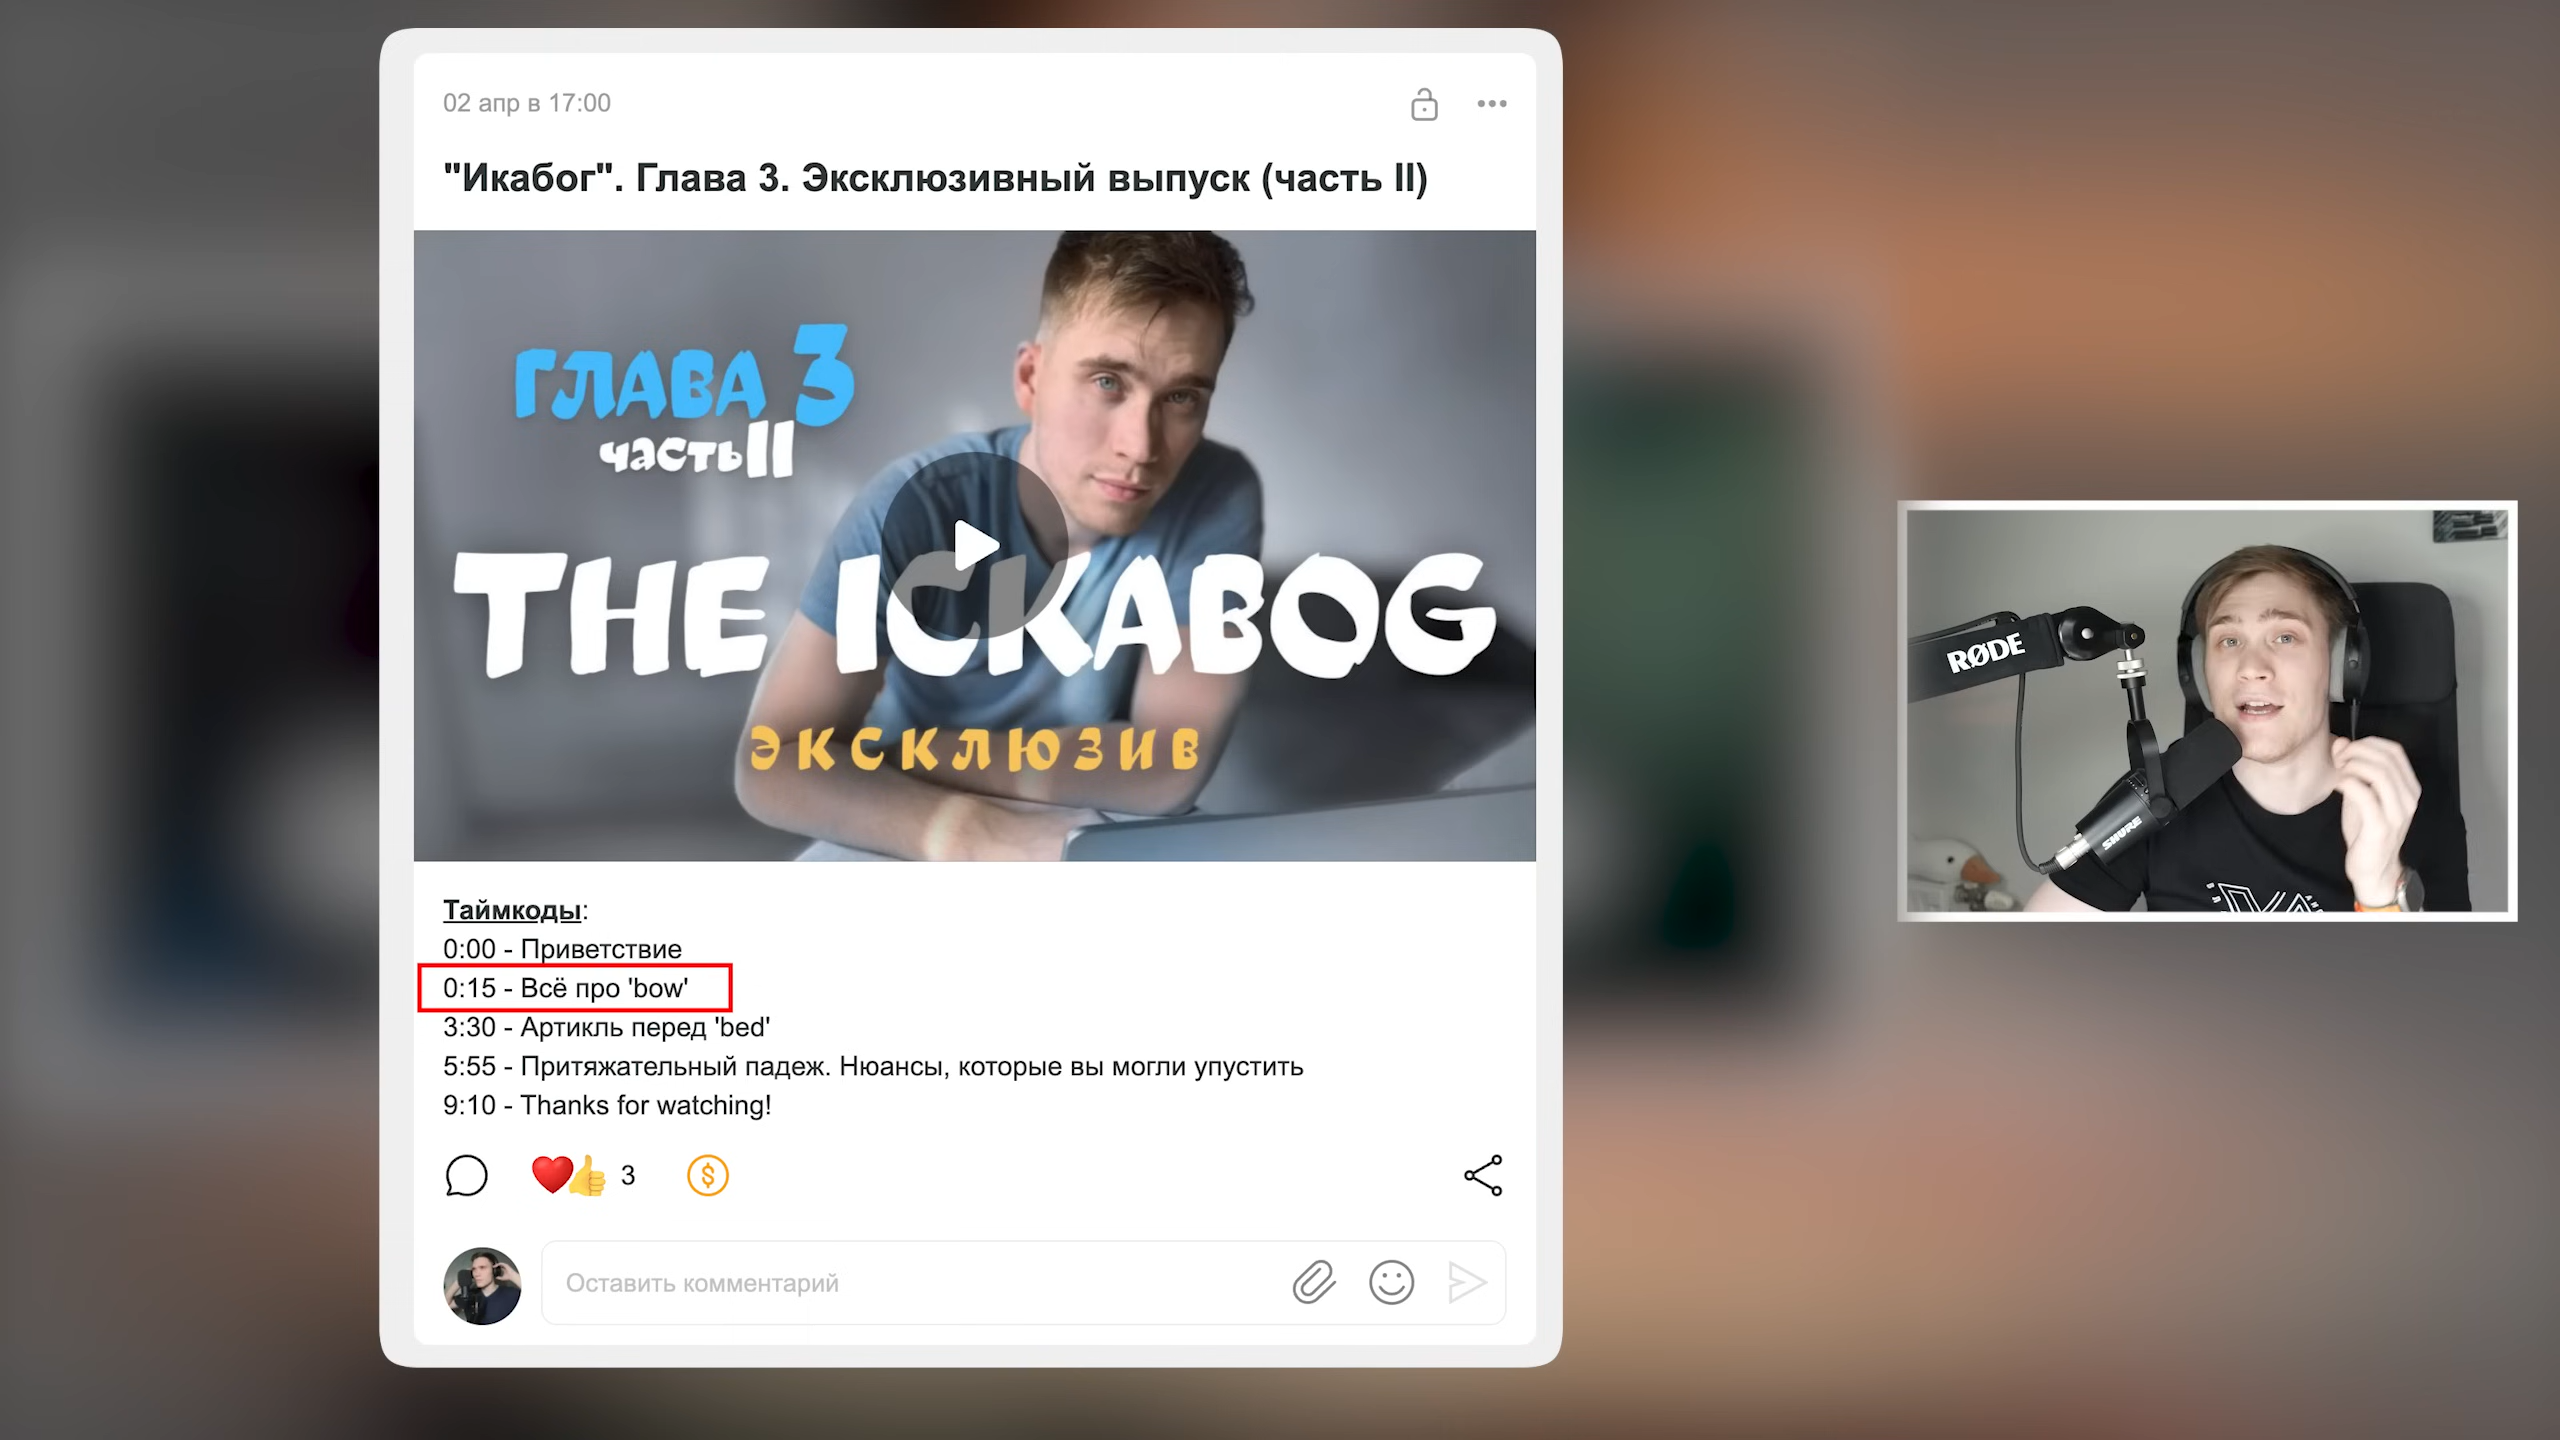 02 апр в 17:00
"Икабог". Глава 3. Эксклюзивный выпуск (часть II)
ГЛАВА 3
часть II
THE ICKABOG
ЭКСКЛЮЗИВ
Таймкоды:
0:00 - Приветствие
0:15 - Всё про 'bow'
3:30 - Артикль перед 'bed'
5:55 - Притяжательный падеж. Нюансы, которые вы могли упустить
9:10 - Thanks for watching!
3
Оставить комментарий
RØDE
SHURE